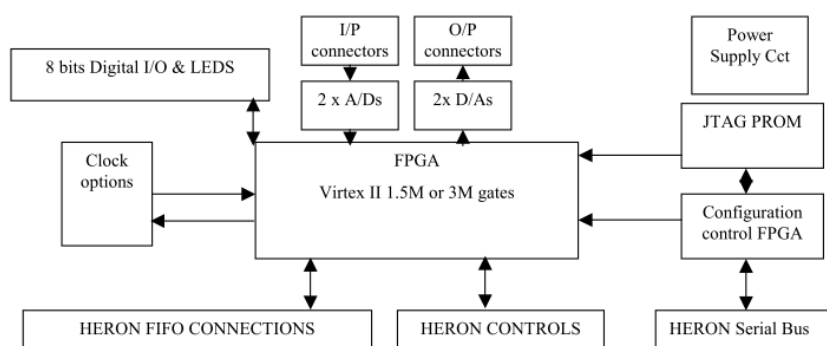 8 bits Digital I/O & LEDS
I/P
connectors
O/P
connectors
Power
Supply Cct
2 x A/Ds
2x D/As
JTAG PROM
Clock
options
FPGA
Virtex II 1.5M or 3M gates
Configuration
control FPGA
HERON FIFO CONNECTIONS
HERON CONTROLS
HERON Serial Bus